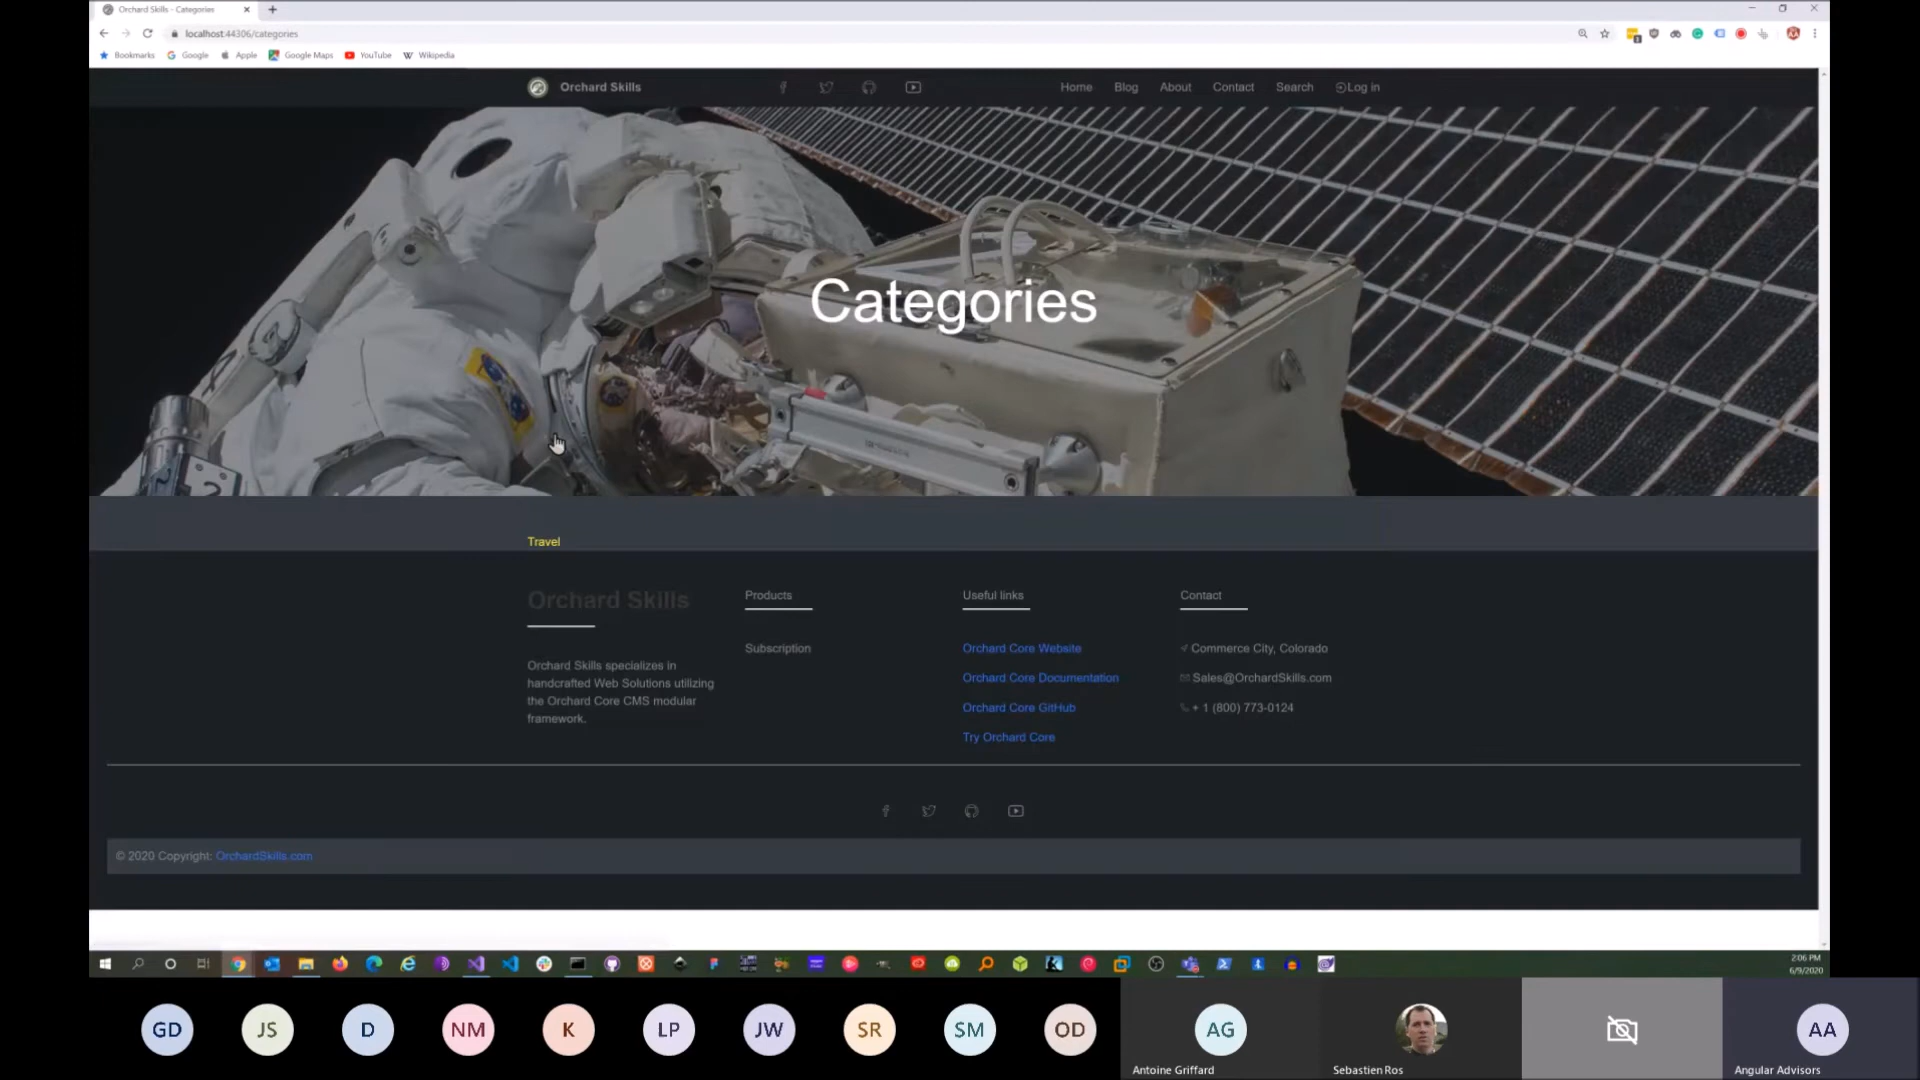 Orchard Skills - Categories
localhost:44306/categories
Bookmarks Google Apple Google Maps YouTube Wikipedia
Orchard Skills Home Blog About Contact Search Log in
Categories
Travel
Orchard Skills
Orchard Skills specializes in
handcrafted Web Solutions utilizing
the Orchard Core CMS modular
framework.
Products
Subscription
Useful links
Orchard Core Website
Orchard Core Documentation
Orchard Core GitHub
Try Orchard Core
Contact
Commerce City, Colorado
Sales@OrchardSkills.com
+ 1 (800) 773-0124
© 2020 Copyright: OrchardSkills.com
2:06 PM
6/9/2020
GD JS D NM K LP JW SR SM OD AG AA
Antoine Griffard Sebastien Ros Angular Advisors